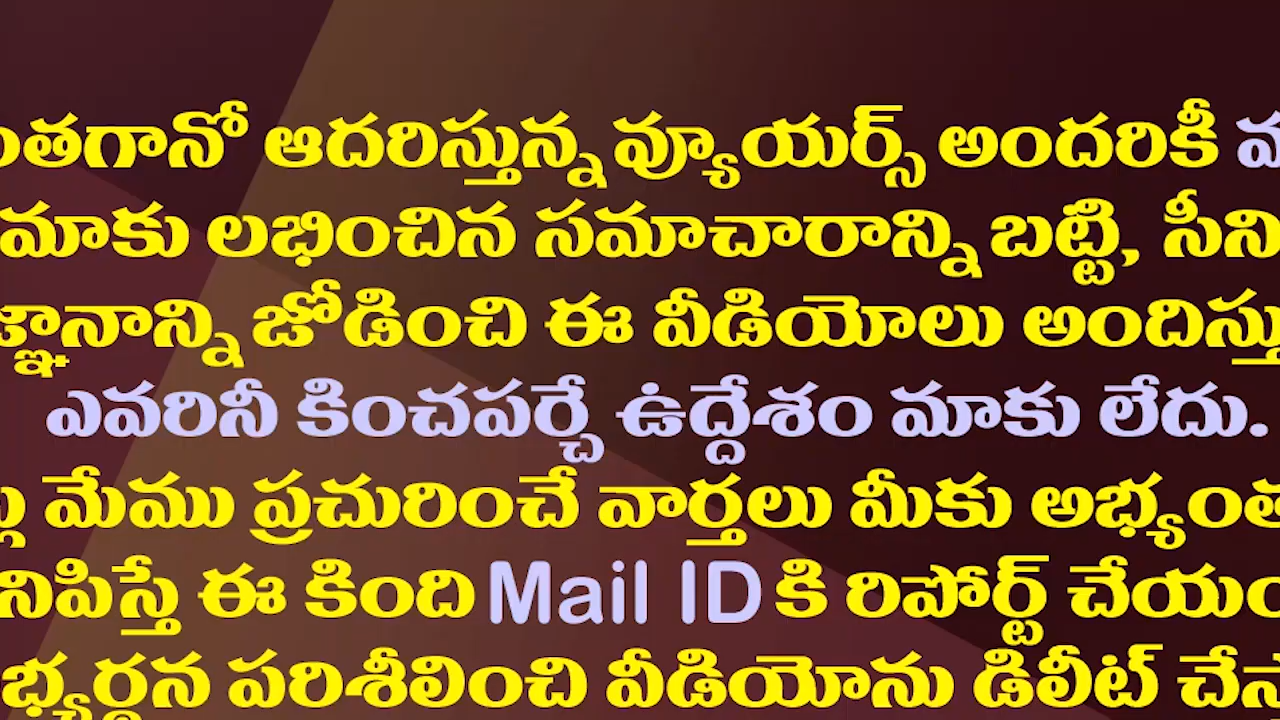 ఆదరిస్తున్న వ్యూయర్స్ అందరికీ
మాకు లభించిన సమాచారాన్ని బట్టి,
జోడించి ఈ వీడియోలు
ఎవరినీ కించపర్చే ఉద్దేశం మాకు లేదు.
మేము ప్రచురించే వార్తలు మీకు
ఈ కింది Mail ID కి రిపోర్ట్
పరిశీలించి వీడియోను డిలీట్